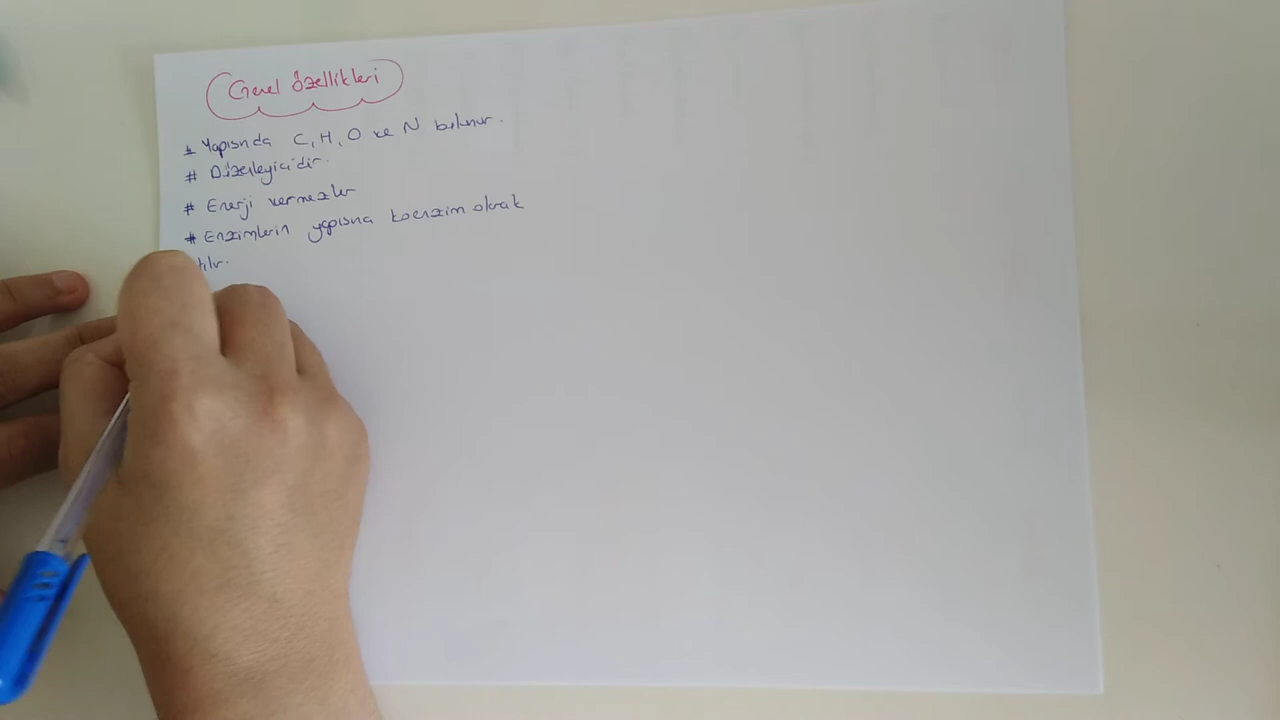 Genel özellikleri
# Yapısında C, H, O ve N bulunur.
# Düzenleyicidir.
# Enerji vermezler
# Enzimlerin yapısına koenzim olarak